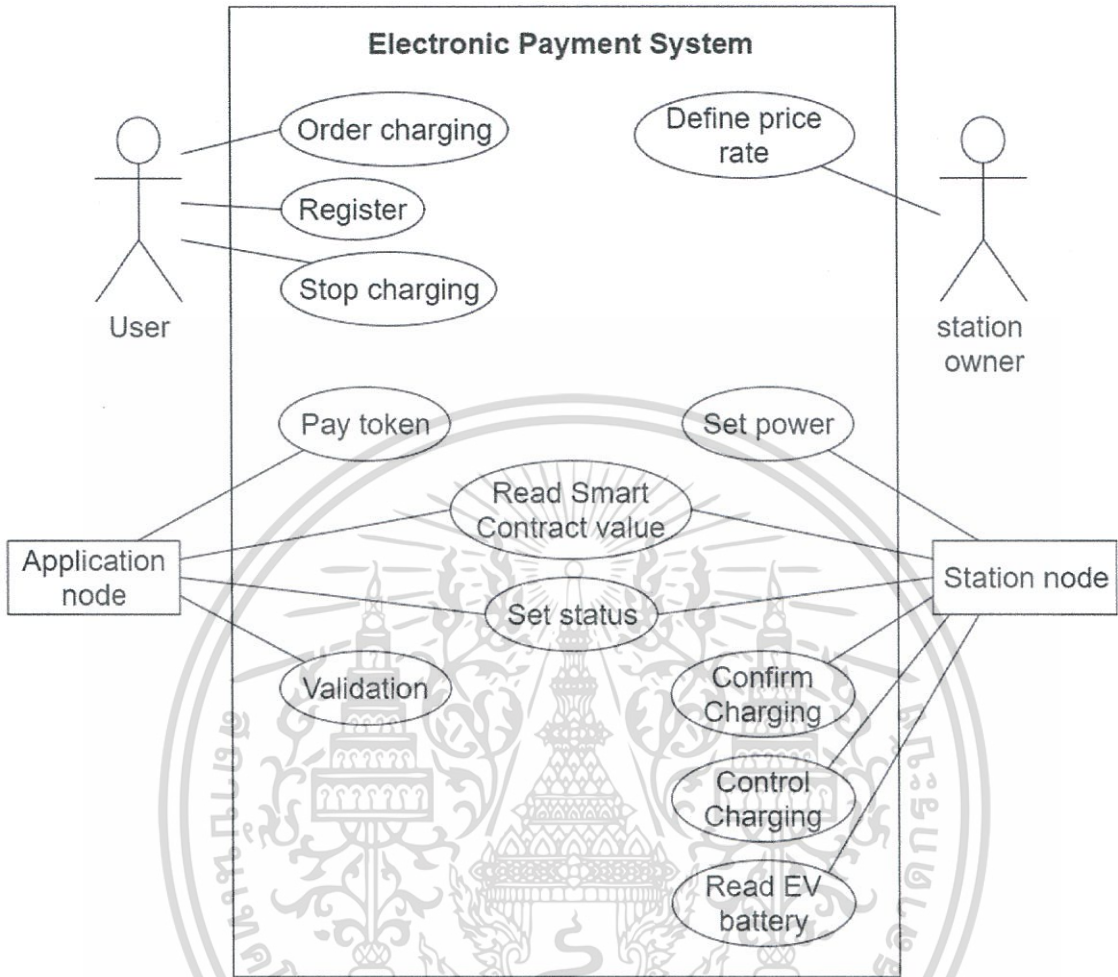 Electronic Payment System
Order charging
Define price
rate
Register
Stop charging
User
station
owner
Pay token
Set power
Read Smart
Contract value
Application
node
Station node
Set status
Validation
Confirm
Charging
Control
Charging
Read EV
battery